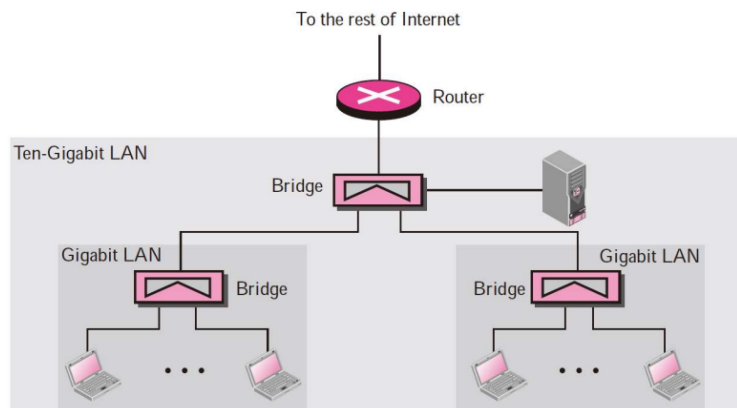 To the rest of Internet
Router
Ten-Gigabit LAN
Bridge
Gigabit LAN
Gigabit LAN
Bridge
Bridge